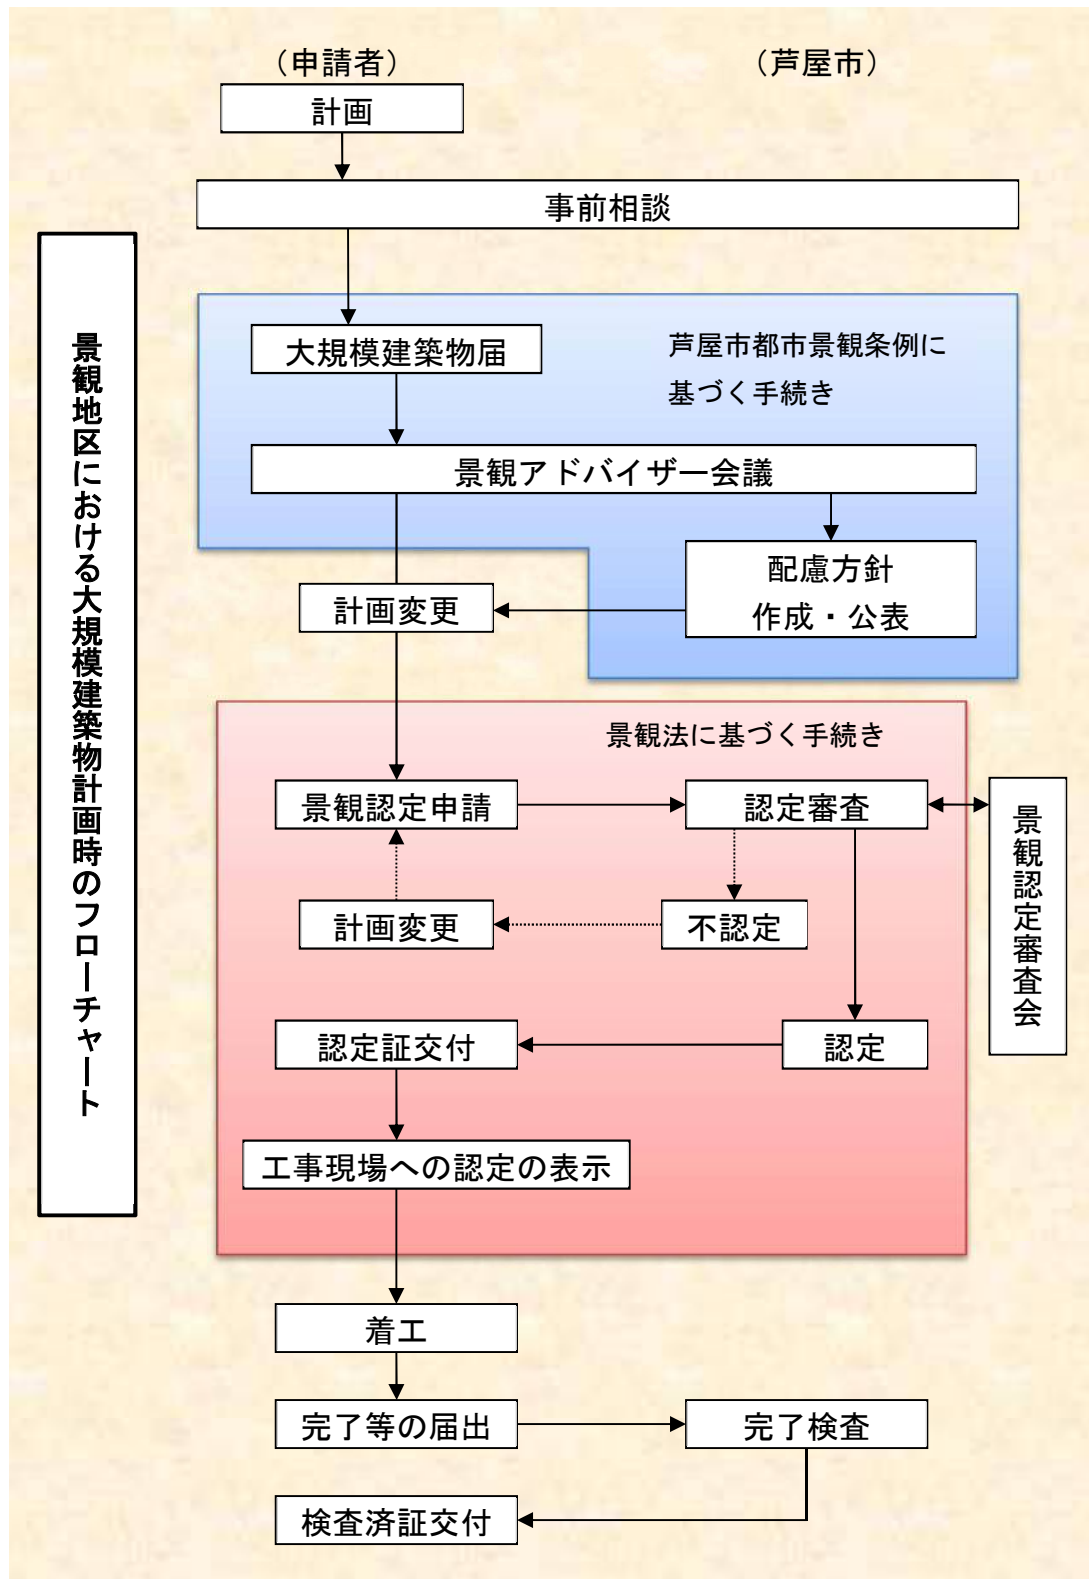 （申請者）
（芦屋市）
計画
事前相談
景観地区における大規模建築物計画時のフローチャート
大規模建築物届
芦屋市都市景観条例に
基づく手続き
景観アドバイザー会議
配慮方針
作成・公表
計画変更
景観法に基づく手続き
景観認定申請
認定審査
景観認定審査会
計画変更
不認定
認定証交付
認定
工事現場への認定の表示
着工
完了等の届出
完了検査
検査済証交付